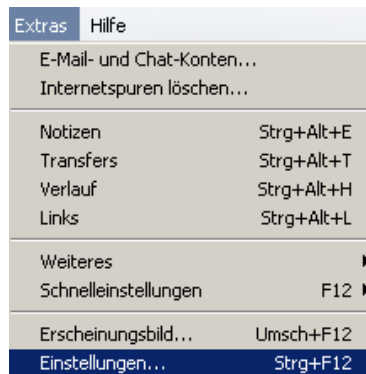 Extras Hilfe
E-Mail- und Chat-Konten...
Internetspuren löschen...
Notizen Strg+Alt+E
Transfers Strg+Alt+T
Verlauf Strg+Alt+H
Links Strg+Alt+L
Weiteres
Schnelleinstellungen F12
Erscheinungsbild... Umsch+F12
Einstellungen... Strg+F12